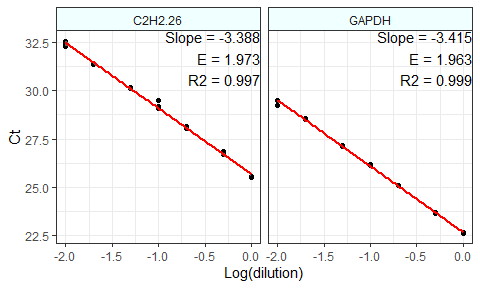 C2H2.26
GAPDH
Slope = -3.388
E = 1.973
R2 = 0.997
Slope = -3.415
E = 1.963
R2 = 0.999
Ct
32.5
30.0
27.5
25.0
22.5
-2.0 -1.5 -1.0 -0.5 0.0
-2.0 -1.5 -1.0 -0.5 0.0
Log(dilution)